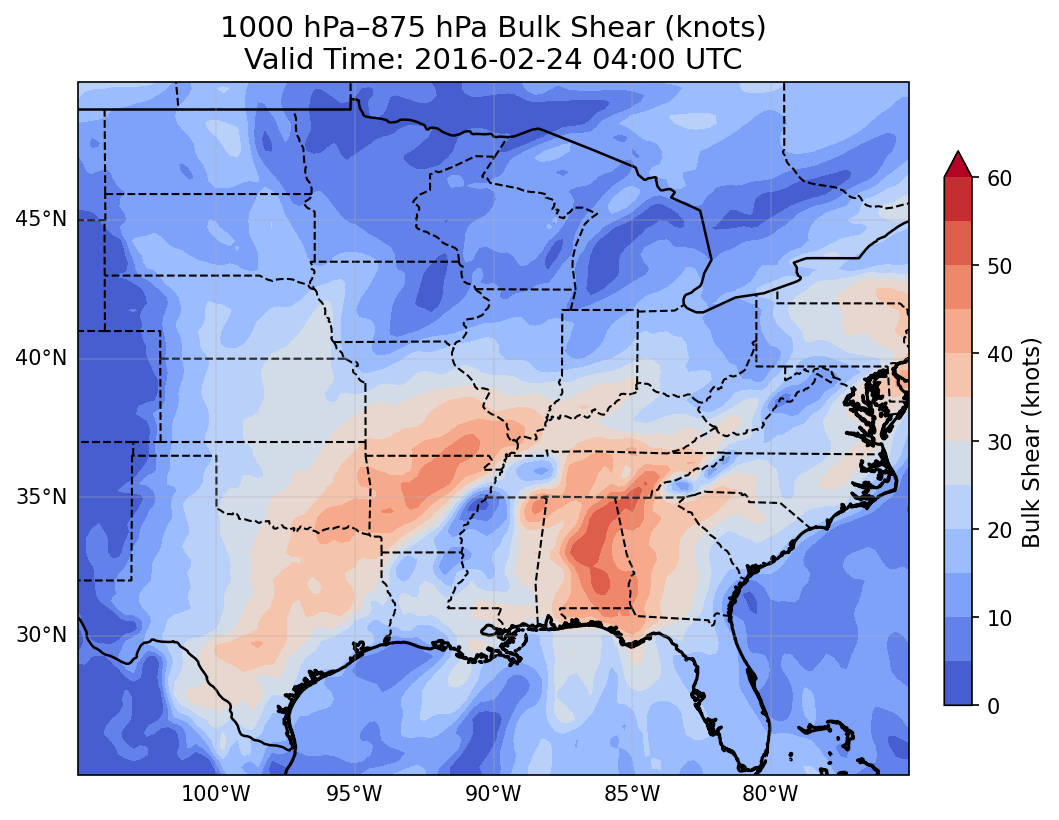 1000 hPa–875 hPa Bulk Shear (knots)
Valid Time: 2016-02-24 04:00 UTC
45°N
40°N
35°N
30°N
100°W
95°W
90°W
85°W
80°W
60
50
40
30
20
10
0
Bulk Shear (knots)